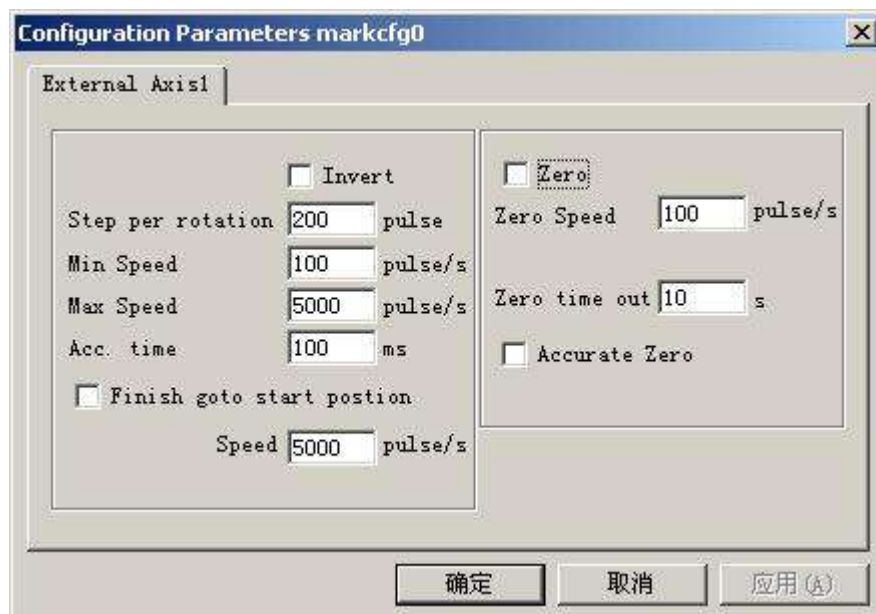 Configuration Parameters markcfg0
External Axis1
Invert
Step per rotation 200 pulse
Min Speed 100 pulse/s
Max Speed 5000 pulse/s
Acc. time 100 ms
Finish goto start postion
Speed 5000 pulse/s
Zero
Zero Speed 100 pulse/s
Zero time out 10 s
Accurate Zero
确定 取消 应用(A)